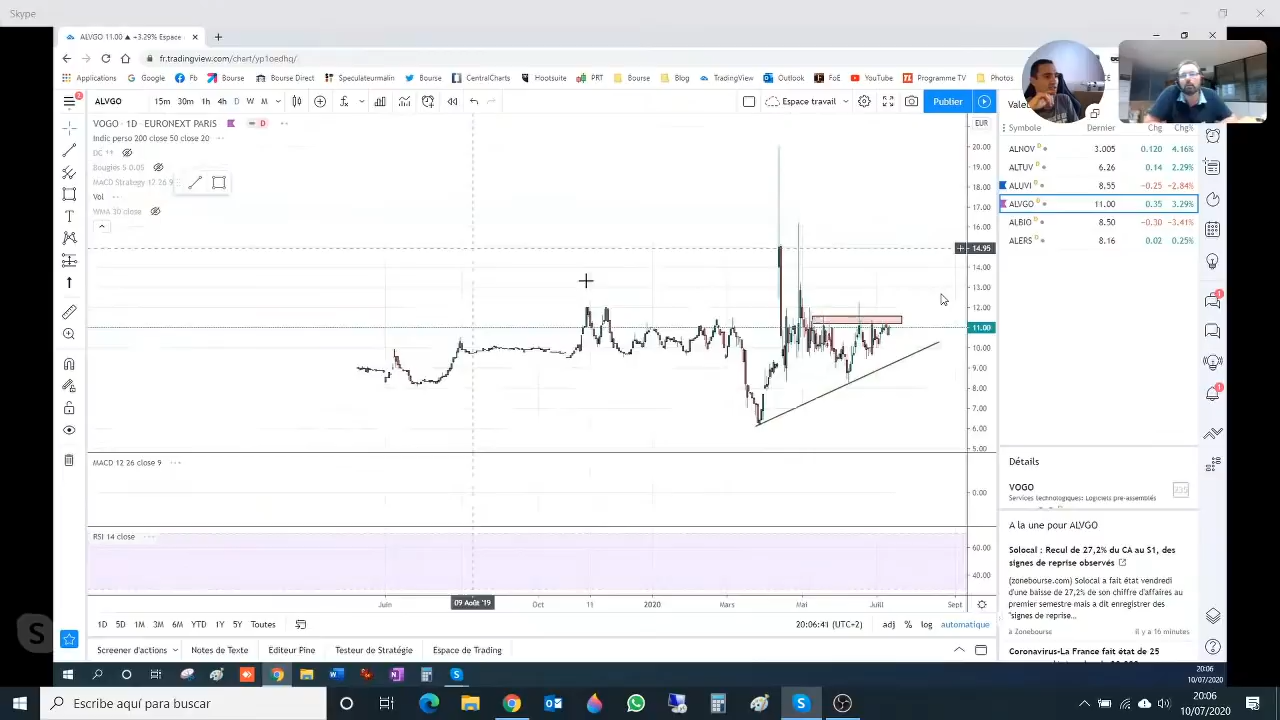 Skype
ALVGO 11.00 ▲ +3.29% Espace
fr.tradingview.com/chart/yp1oedhq/
Applications Google Fb Bourse Bourse Direct Speculateurmalin Bourse CentralCharts Hootsuite PRT Bourse Blog TradingView Outlook FoE YouTube Programme TV Photos
ALVGO 15m 30m 1h 4h D W M Espace travail Publier
VOGO · 1D · EURONEXT PARIS D
EUR
Indic perso 200 close 50 close 20
DC 11
Bougies 5 0.05
MACD Strategy 12 26 9
Vol
WMA 30 close
Symbole Dernier Chg Chg%
ALNOV D 3.005 0.120 4.16%
ALTUV D 6.26 0.14 2.29%
ALUVI D 8.55 −0.25 −2.84%
ALVGO D 11.00 0.35 3.29%
ALBIO D 8.50 −0.30 −3.41%
ALERS D 8.16 0.02 0.25%
20.00
19.00
18.00
17.00
16.00
14.95
14.00
13.00
12.00
11.00
10.00
9.00
8.00
7.00
6.00
5.00
MACD 12 26 close 9
0.00
RSI 14 close
60.00
40.00
Juin 09 Août '19 Oct 11 2020 Mars Mai Juill Sept
1D 5D 1M 3M 6M YTD 1Y 5Y Toutes 20:06:41 (UTC+2) adj % log automatique
Screener d'actions Notes de Texte Editeur Pine Testeur de Stratégie Espace de Trading
Détails
VOGO
Services technologiques: Logiciels pre-assemblés
A la une pour ALVGO
Solocal : Recul de 27,2% du CA au S1, des
signes de reprise observés
(zonebourse.com) Solocal a fait état vendredi
d'une baisse de 27,2% de son chiffre d'affaires au
premier semestre mais a dit enregistrer des
"signes de reprise...
à Zonebourse il y a 16 minutes
Coronavirus-La France fait état de 25
20:06
10/07/2020
Escribe aquí para buscar
20:06
10/07/2020